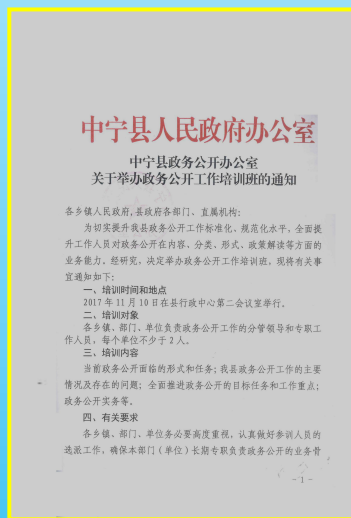 中宁县人民政府办公室
中宁县政务公开办公室
关于举办政务公开工作培训班的通知
各乡镇人民政府,县政府各部门、直属机构:
为切实提升我县政务公开工作标准化、规范化水平,全面提
升工作人员对政务公开在内容、分类、形式、政策解读等方面的
业务能力。经研究,决定举办政务公开工作培训班,现将有关事
宜通知如下:
一、培训时间和地点
2017年11月10日在县行政中心第二会议室举行。
二、培训对象
各乡镇、部门、单位负责政务公开工作的分管领导和专职工
作人员,每个单位不少于2人。
三、培训内容
当前政务公开面临的形式和任务;我县政务公开工作的主要
情况及存在的问题;全面推进政务公开的目标任务和工作重点;
政务公开实务等。
四、有关要求
各乡镇、部门、单位务必要高度重视,认真做好参训人员的
选派工作,确保本部门(单位)长期专职负责政务公开的业务骨
-1-